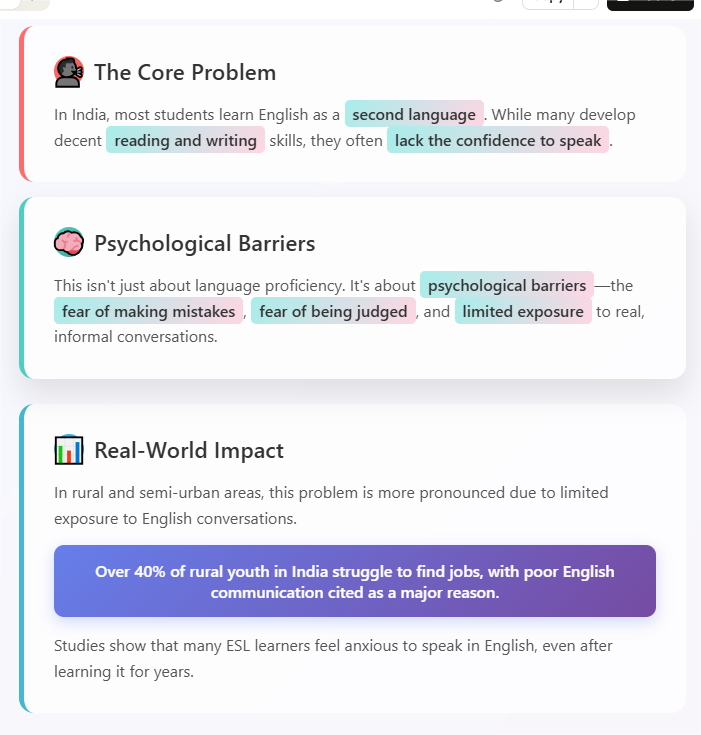 The Core Problem
In India, most students learn English as a second language. While many develop
decent reading and writing skills, they often lack the confidence to speak.
Psychological Barriers
This isn't just about language proficiency. It's about psychological barriers—the
fear of making mistakes, fear of being judged, and limited exposure to real,
informal conversations.
Real-World Impact
In rural and semi-urban areas, this problem is more pronounced due to limited
exposure to English conversations.
Over 40% of rural youth in India struggle to find jobs, with poor English
communication cited as a major reason.
Studies show that many ESL learners feel anxious to speak in English, even after
learning it for years.